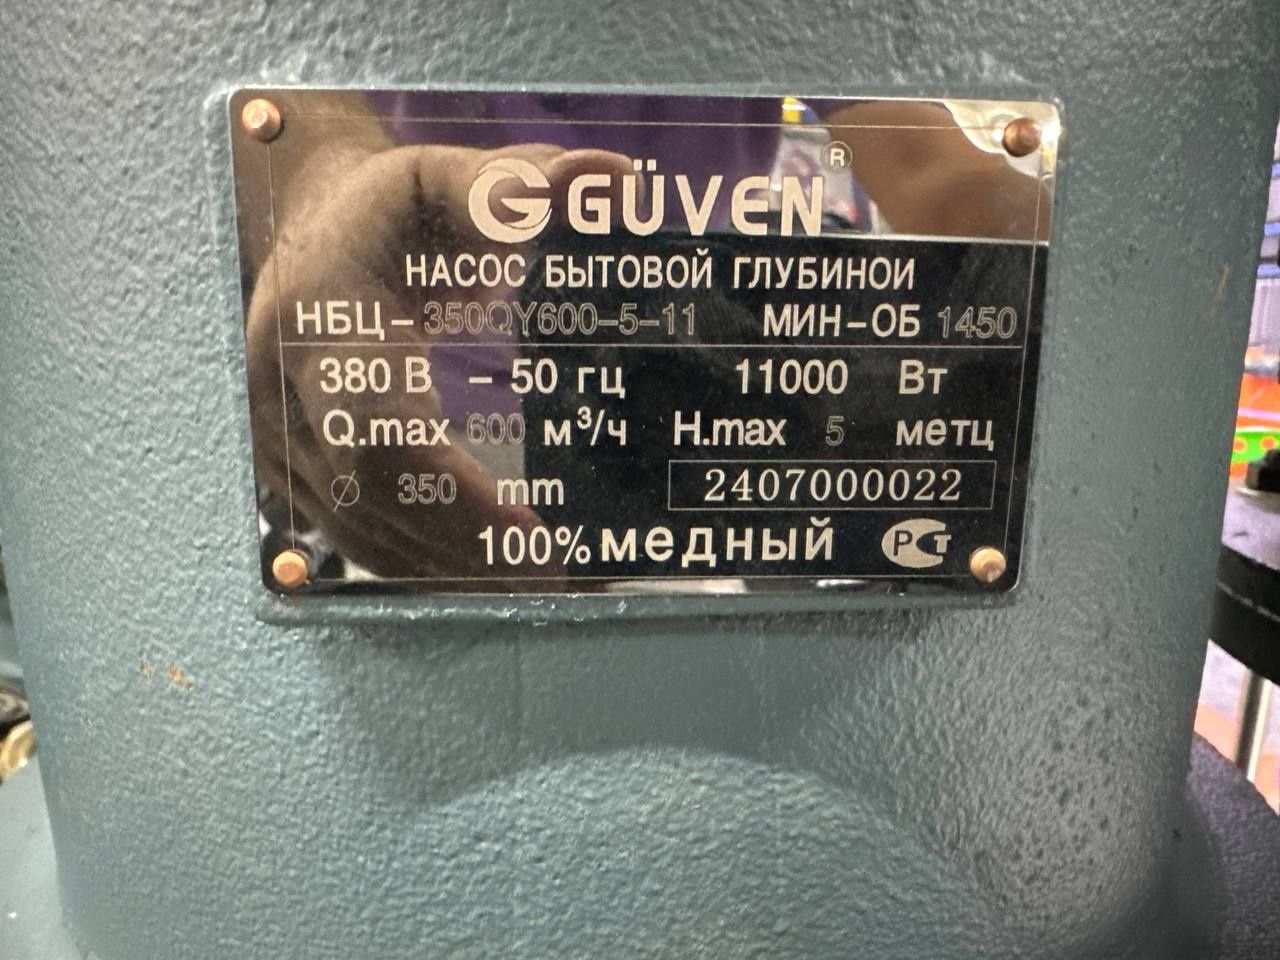 GÜVEN ®
НАСОС БЫТОВОЙ ГЛУБИНОИ
НБЦ-350QY600-5-11 МИН-ОБ 1450
380 В - 50 гц 11000 Вт
Q.max 600 м³/ч H.max 5 метц
⌀ 350 mm 2407000022
100% медный РСТ